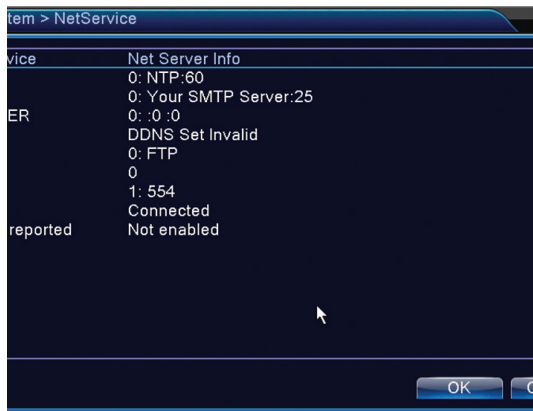 tem > NetService
vice Net Server Info
0: NTP:60
0: Your SMTP Server:25
ER 0: :0 :0
DDNS Set Invalid
0: FTP
0
1: 554
Connected
reported Not enabled
OK